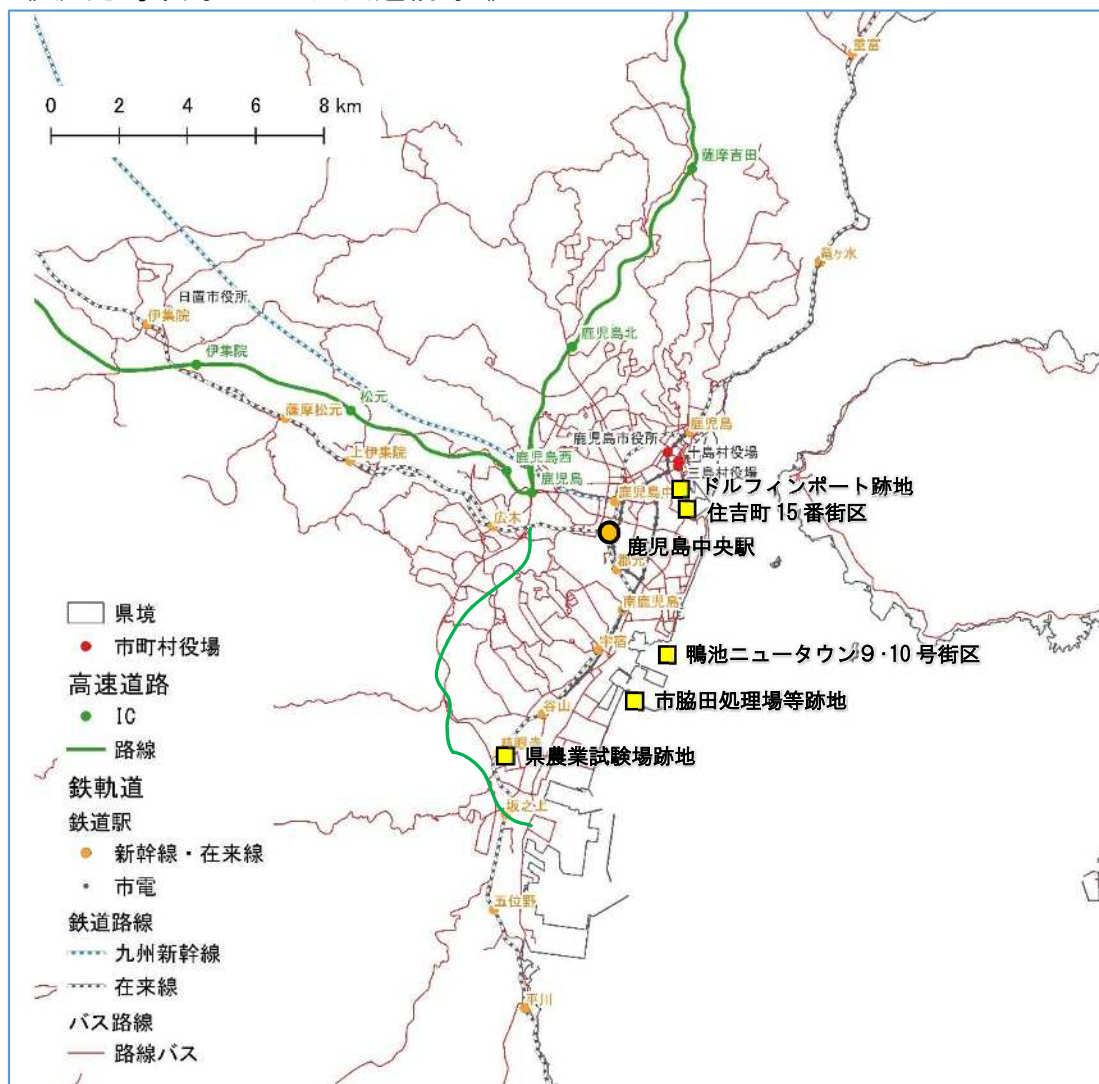 0 2 4 6 8 km
重富
薩摩吉田
竜ヶ水
日置市役所
伊集院
鹿児島北
伊集院
松元
薩摩松元
鹿児島
鹿児島市役所
十島村役場
上伊集院
鹿児島西
三島村役場
鹿児島
鹿児島中
ドルフィンポート跡地
住吉町15番街区
広木
鹿児島中央駅
郡元
南鹿児島
宇宿
鴨池ニュータウン9・10号街区
市脇田処理場等跡地
谷山
慈眼寺
県農業試験場跡地
坂之上
五位野
平川
県境
市町村役場
高速道路
IC
路線
鉄軌道
鉄道駅
新幹線・在来線
市電
鉄道路線
九州新幹線
在来線
バス路線
路線バス